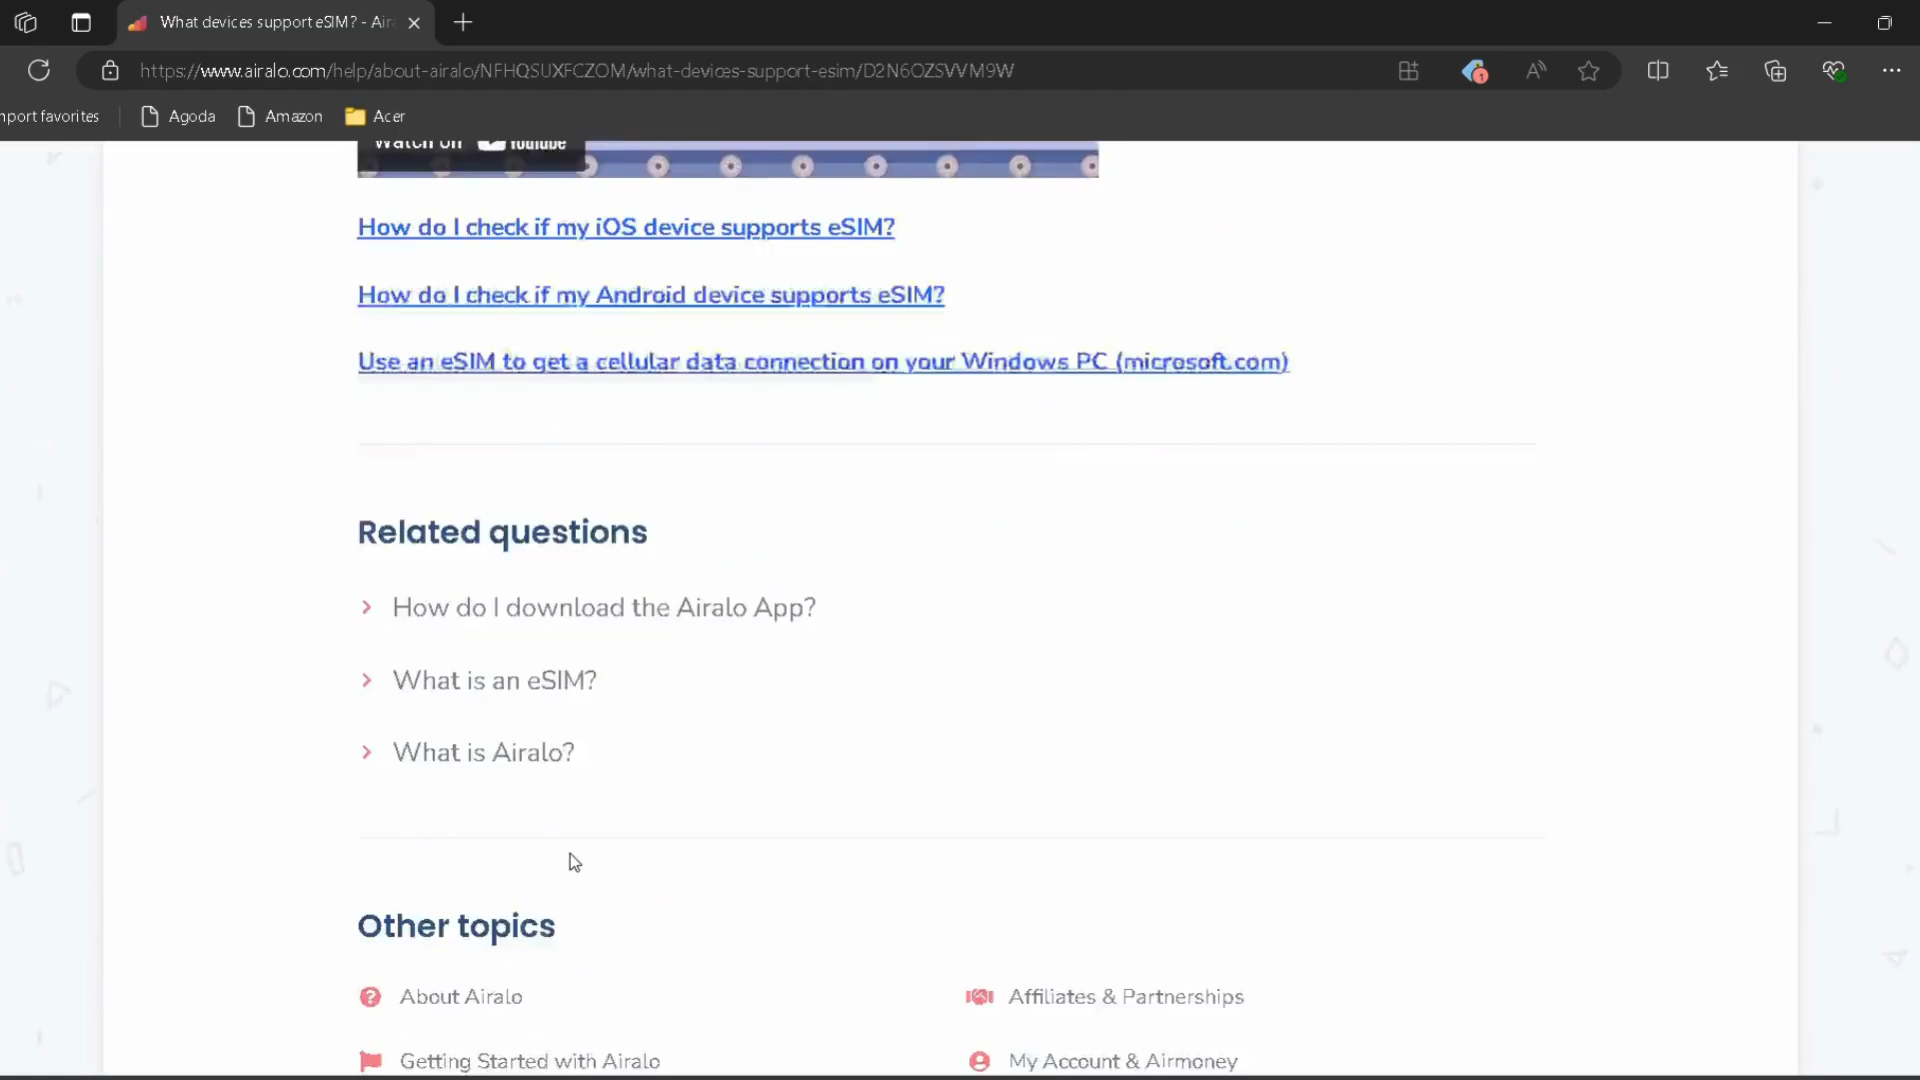 What devices support eSIM? - Air
https://www.airalo.com/help/about-airalo/NFHQSUXFCZOM/what-devices-support-esim/D2N6OZSVVM9W
1
nport favorites
Agoda
Amazon
Acer
Watch on YouTube
How do I check if my iOS device supports eSIM?
How do I check if my Android device supports eSIM?
Use an eSIM to get a cellular data connection on your Windows PC (microsoft.com)
Related questions
How do I download the Airalo App?
What is an eSIM?
What is Airalo?
Other topics
About Airalo
Affiliates & Partnerships
Getting Started with Airalo
My Account & Airmoney